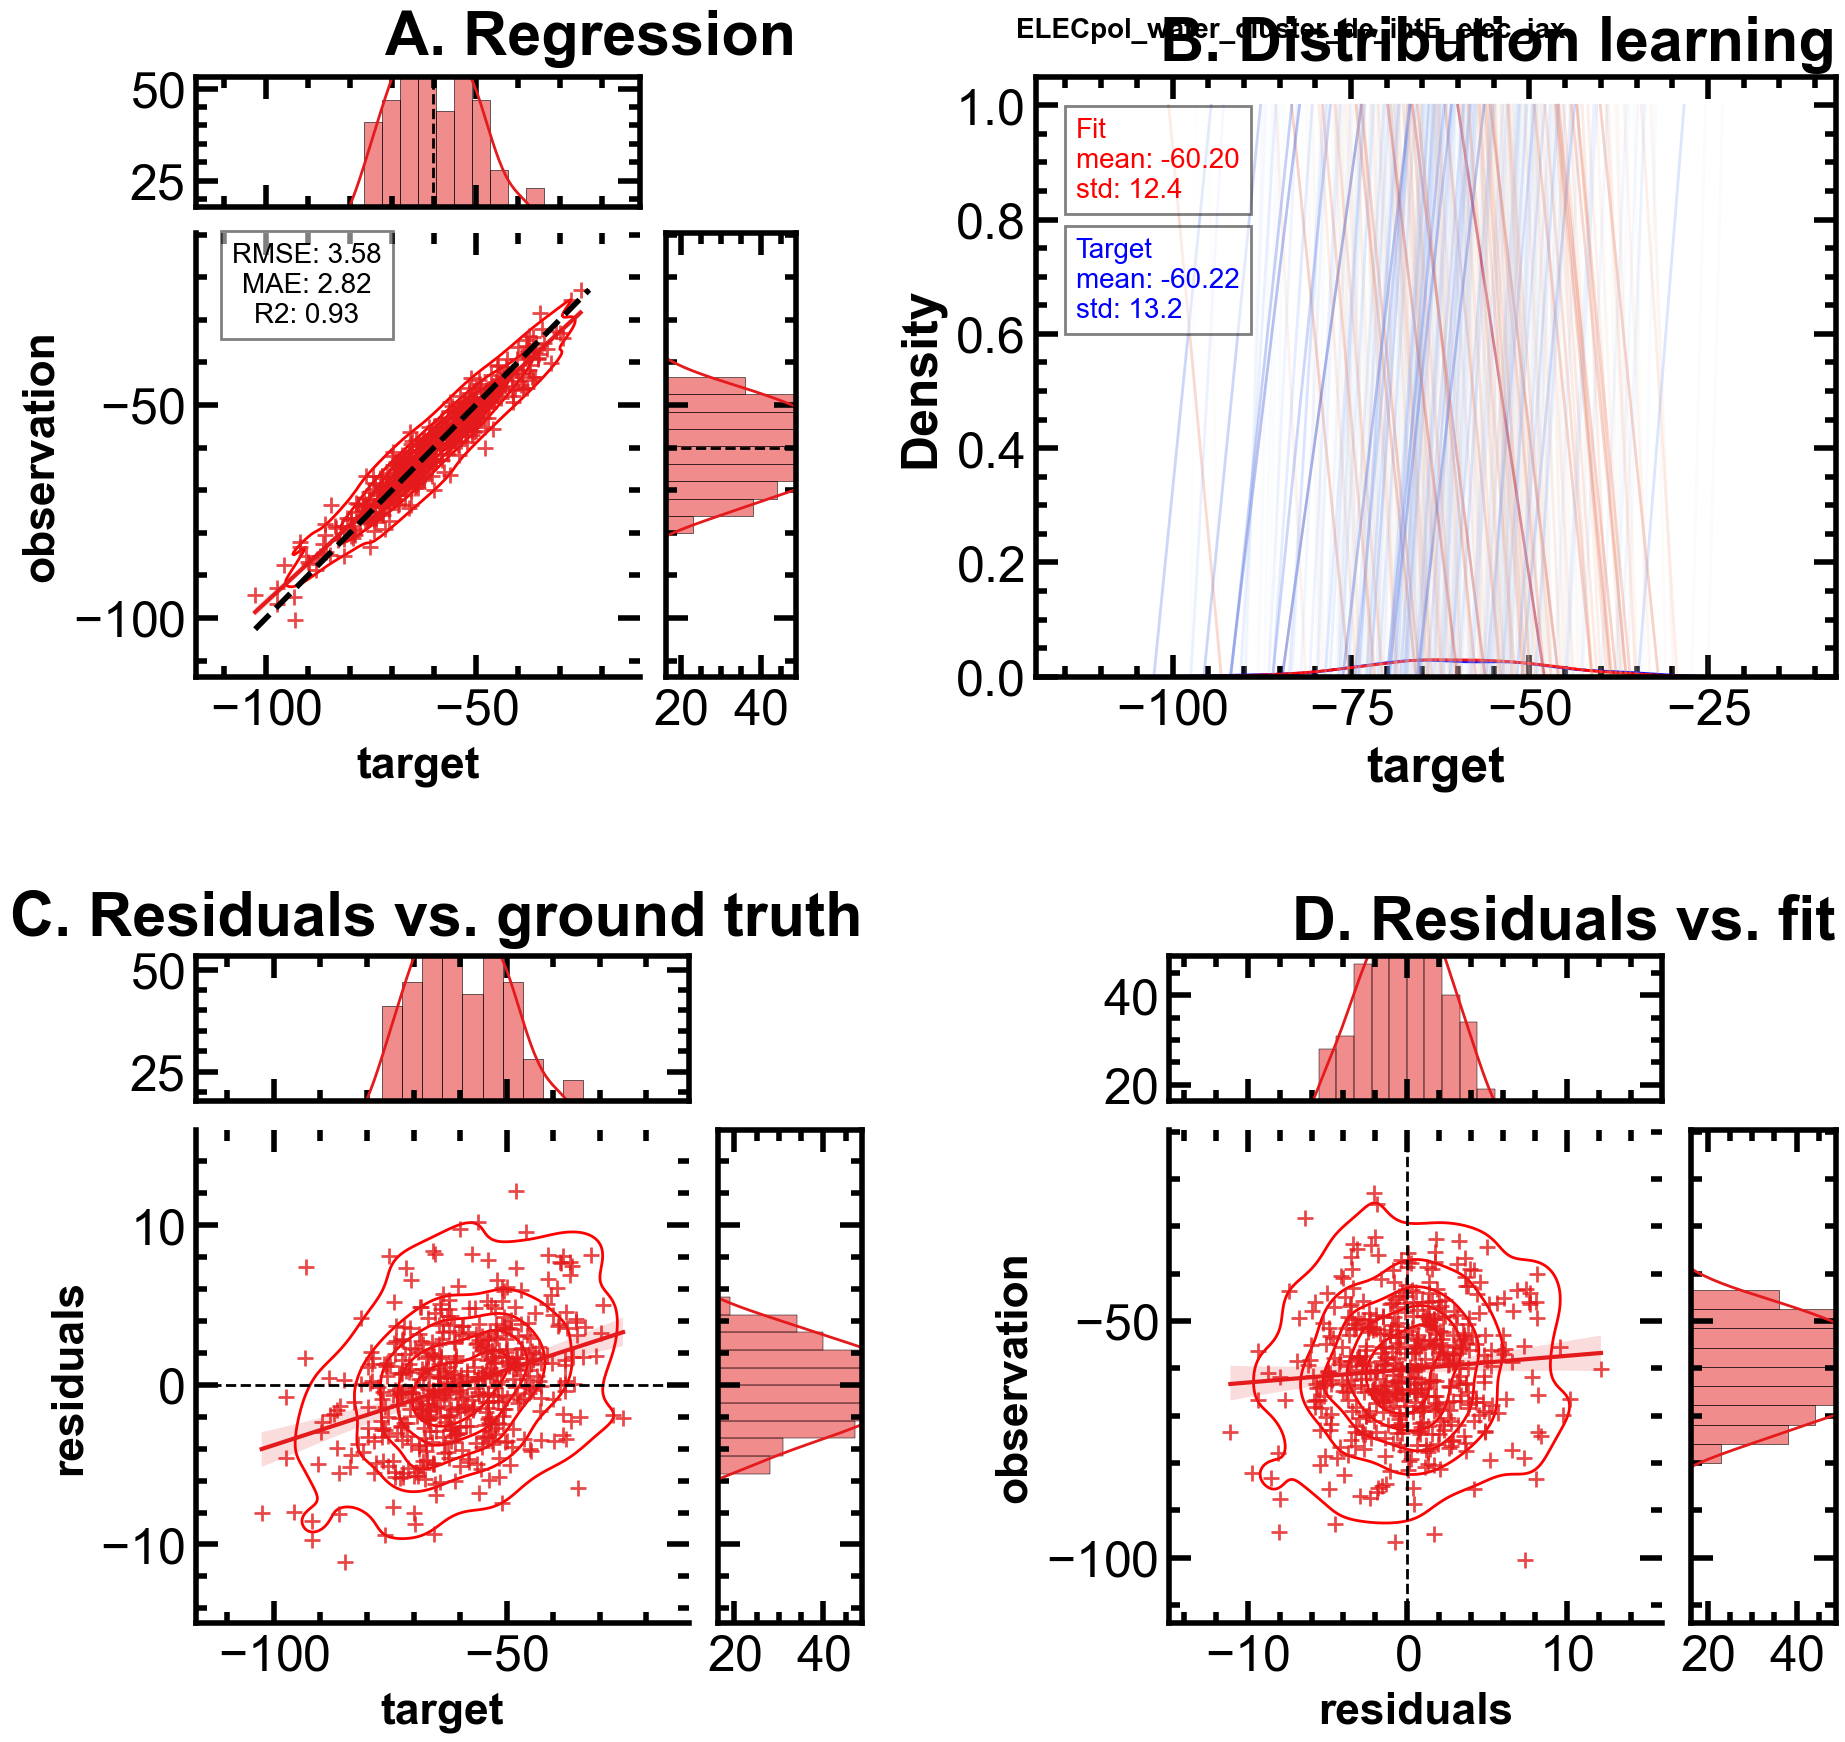 A. Regression
50
25
RMSE: 3.58
MAE: 2.82
R2: 0.93
observation
−50
−100
−100
−50
20
40
target
B. Distribution learning
1.0
0.8
0.6
0.4
0.2
0.0
Density
Fit
mean: -60.20
std: 12.4
Target
mean: -60.22
std: 13.2
−100
−75
−50
−25
target
C. Residuals vs. ground truth
50
25
residuals
10
0
−10
−100
−50
20
40
target
D. Residuals vs. fit
40
20
observation
−50
−100
−10
0
10
20
40
residuals